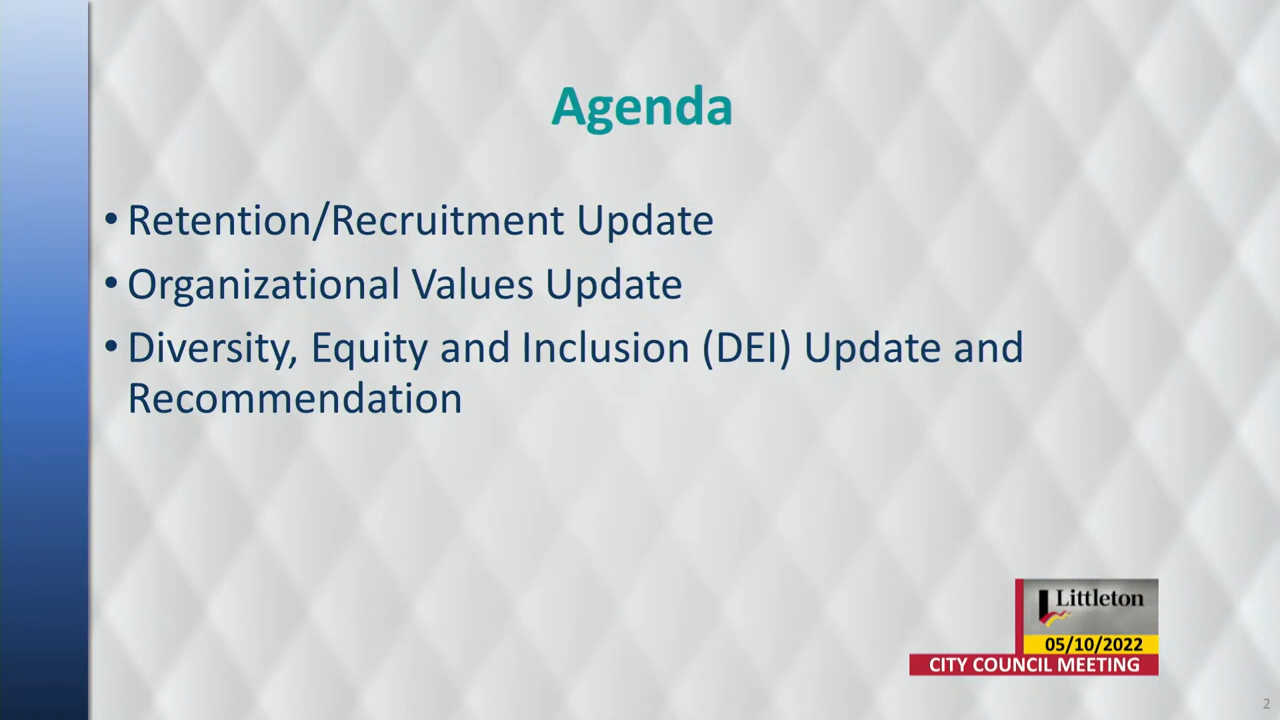 Agenda
• Retention/Recruitment Update
• Organizational Values Update
• Diversity, Equity and Inclusion (DEI) Update and
Recommendation
Littleton
05/10/2022
CITY COUNCIL MEETING
2